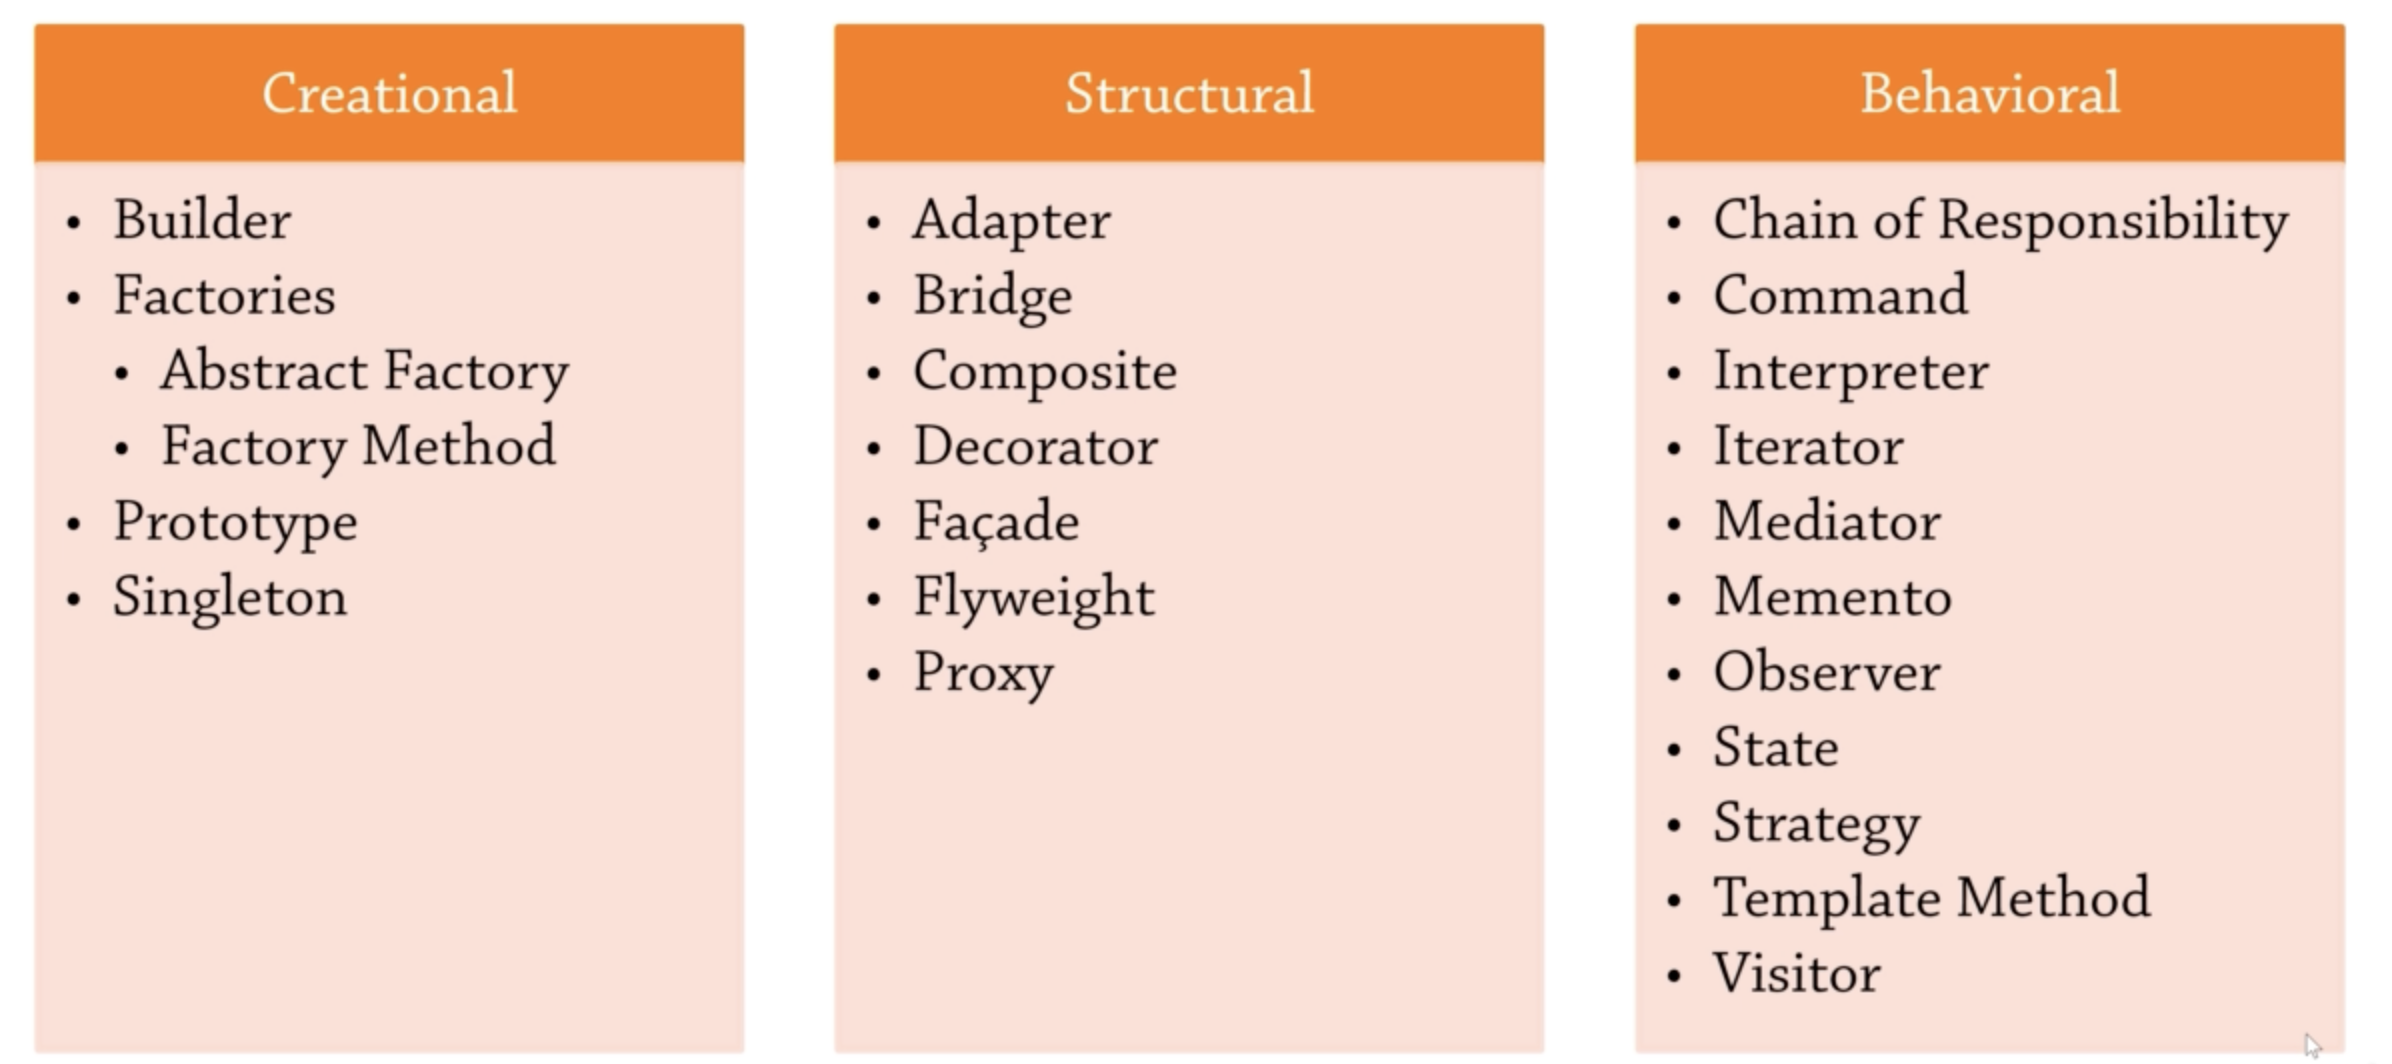 Creational
• Builder
• Factories
• Abstract Factory
• Factory Method
• Prototype
• Singleton
Structural
• Adapter
• Bridge
• Composite
• Decorator
• Façade
• Flyweight
• Proxy
Behavioral
• Chain of Responsibility
• Command
• Interpreter
• Iterator
• Mediator
• Memento
• Observer
• State
• Strategy
• Template Method
• Visitor